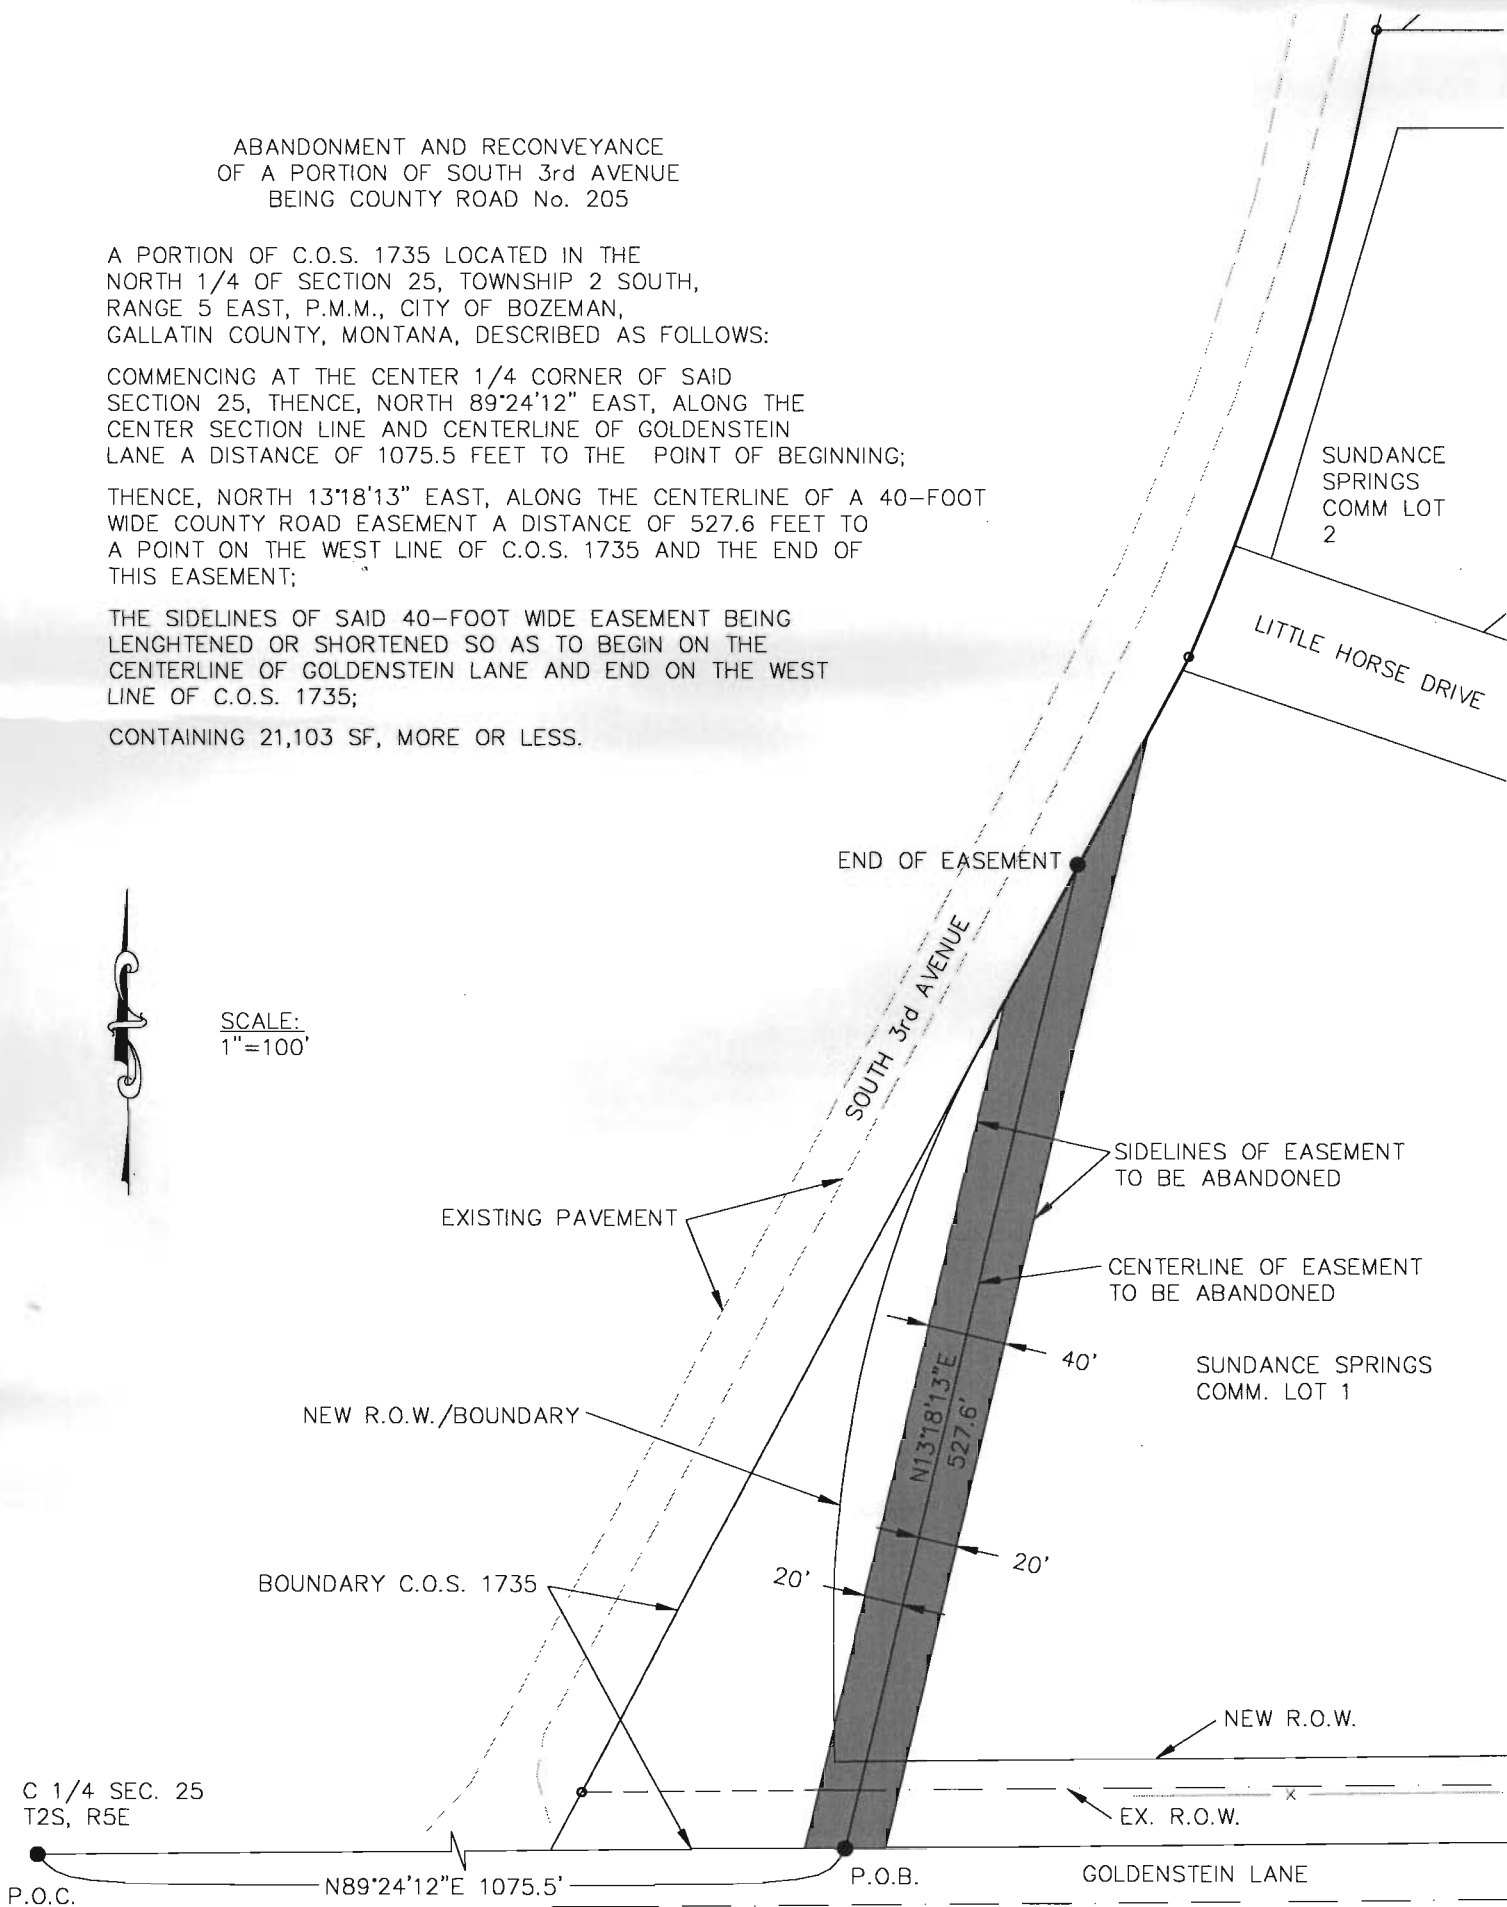 ABANDONMENT AND RECONVEYANCE
OF A PORTION OF SOUTH 3rd AVENUE
BEING COUNTY ROAD No. 205
A PORTION OF C.O.S. 1735 LOCATED IN THE
NORTH 1/4 OF SECTION 25, TOWNSHIP 2 SOUTH,
RANGE 5 EAST, P.M.M., CITY OF BOZEMAN,
GALLATIN COUNTY, MONTANA, DESCRIBED AS FOLLOWS:
COMMENCING AT THE CENTER 1/4 CORNER OF SAID
SECTION 25, THENCE, NORTH 89°24'12" EAST, ALONG THE
CENTER SECTION LINE AND CENTERLINE OF GOLDENSTEIN
LANE A DISTANCE OF 1075.5 FEET TO THE POINT OF BEGINNING;
THENCE, NORTH 13°18'13" EAST, ALONG THE CENTERLINE OF A 40-FOOT
WIDE COUNTY ROAD EASEMENT A DISTANCE OF 527.6 FEET TO
A POINT ON THE WEST LINE OF C.O.S. 1735 AND THE END OF
THIS EASEMENT;
THE SIDELINES OF SAID 40-FOOT WIDE EASEMENT BEING
LENGHTENED OR SHORTENED SO AS TO BEGIN ON THE
CENTERLINE OF GOLDENSTEIN LANE AND END ON THE WEST
LINE OF C.O.S. 1735;
CONTAINING 21,103 SF, MORE OR LESS.
SUNDANCE
SPRINGS
COMM LOT
2
LITTLE HORSE DRIVE
END OF EASEMENT
SOUTH 3rd AVENUE
SCALE:
1"=100'
SIDELINES OF EASEMENT
TO BE ABANDONED
EXISTING PAVEMENT
CENTERLINE OF EASEMENT
TO BE ABANDONED
40'
SUNDANCE SPRINGS
COMM. LOT 1
N13°18'13"E
527.6'
NEW R.O.W./BOUNDARY
20'
20'
BOUNDARY C.O.S. 1735
NEW R.O.W.
X
EX. R.O.W.
C 1/4 SEC. 25
T2S, R5E
P.O.C.
N89°24'12"E 1075.5'
P.O.B.
GOLDENSTEIN LANE